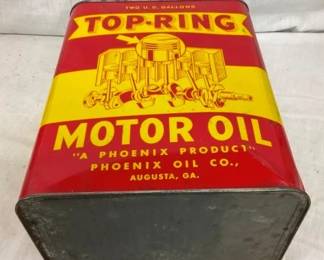 TWO U. S. GALLONS
TOP-RING
MOTOR OIL
"A PHOENIX PRODUCT"
PHOENIX OIL CO.,
AUGUSTA, GA.